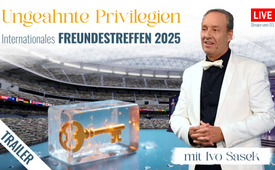 Ungeahnte Privilegien
Internationales FREUNDESTREFFEN 2025
LIVE
TRAILER
mit Ivo Sasek